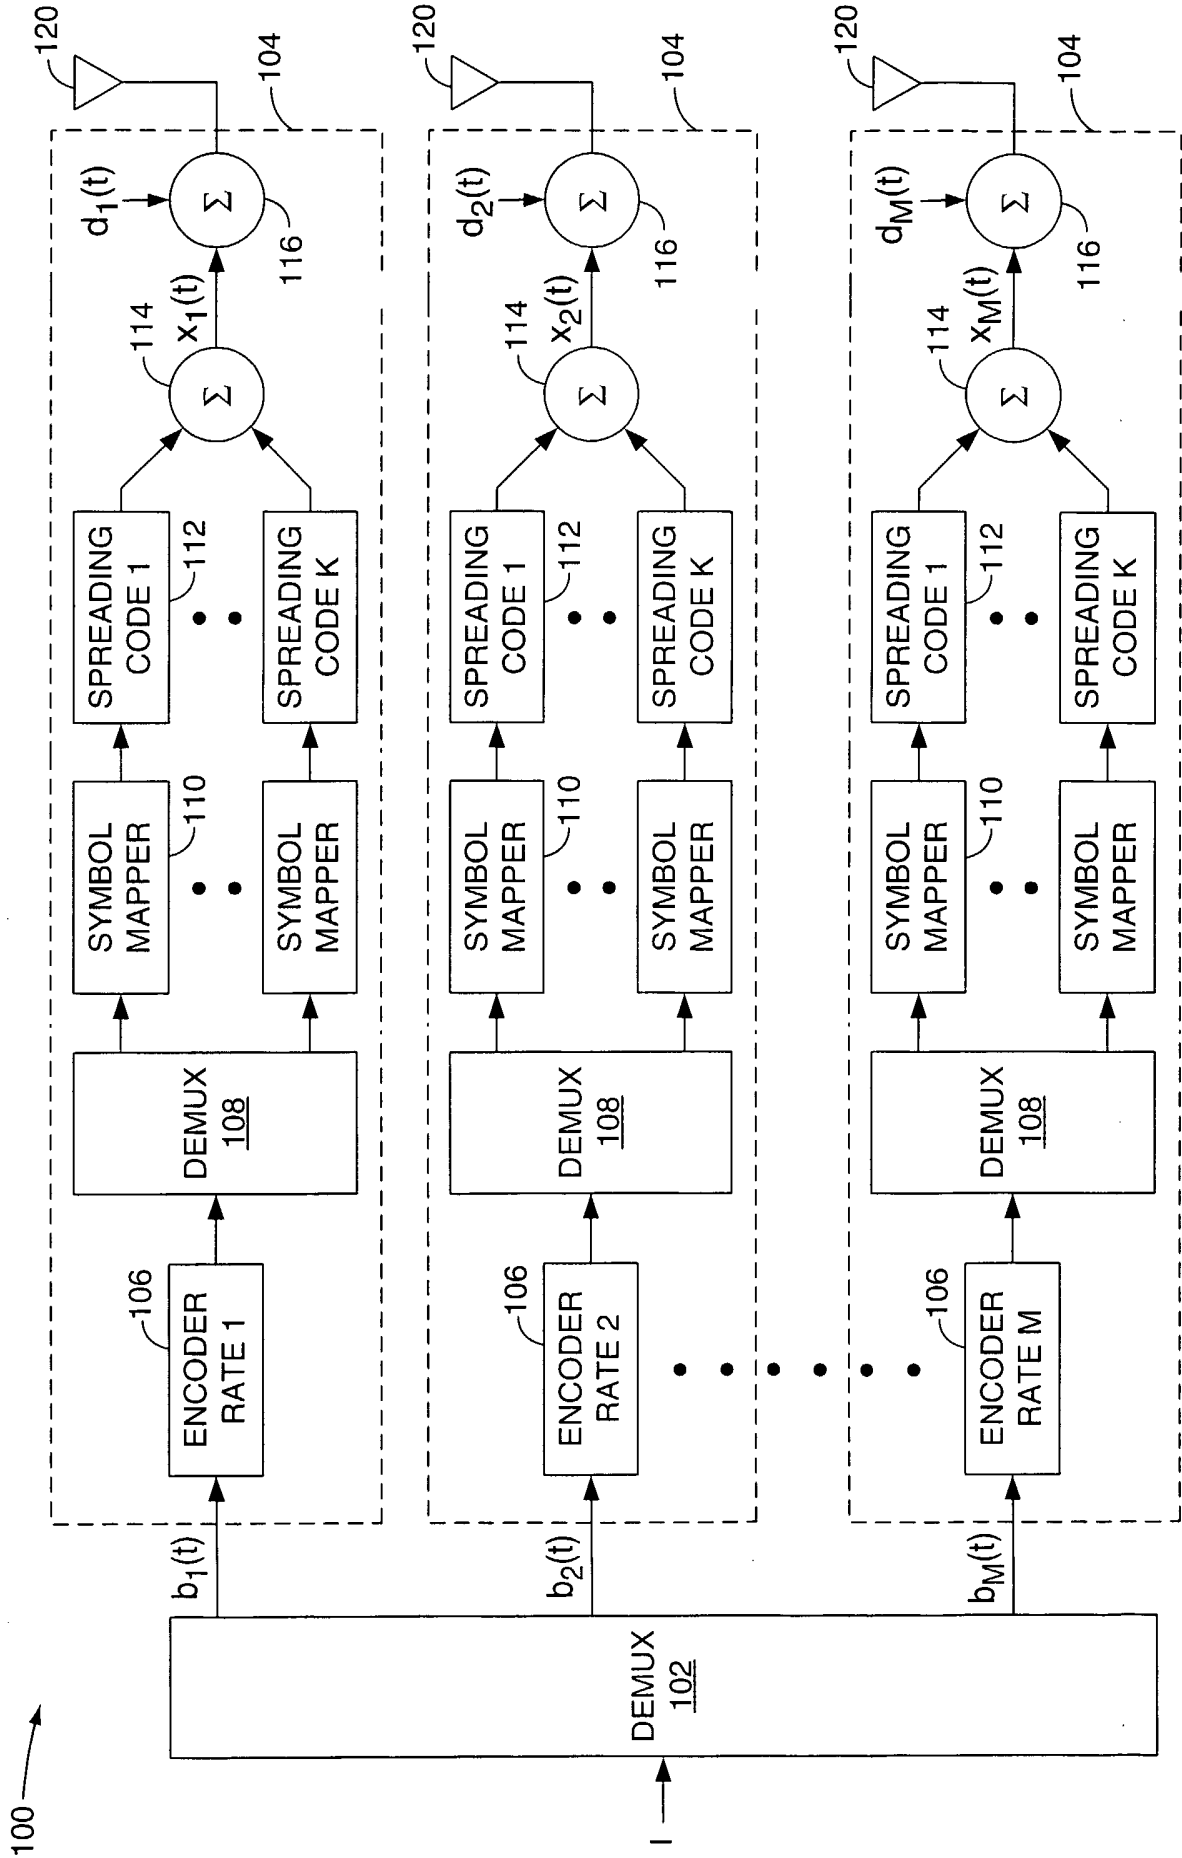 100
I
DEMUX
102
b1(t)
106
ENCODER
RATE 1
DEMUX
108
SYMBOL
MAPPER
110
SYMBOL
MAPPER
SPREADING
CODE 1
112
SPREADING
CODE K
114
Σ
x1(t)
d1(t)
Σ
116
104
120
b2(t)
106
ENCODER
RATE 2
DEMUX
108
SYMBOL
MAPPER
110
SYMBOL
MAPPER
SPREADING
CODE 1
112
SPREADING
CODE K
114
Σ
x2(t)
d2(t)
Σ
116
104
120
bM(t)
106
ENCODER
RATE M
DEMUX
108
SYMBOL
MAPPER
110
SYMBOL
MAPPER
SPREADING
CODE 1
112
SPREADING
CODE K
114
Σ
xM(t)
dM(t)
Σ
116
104
120